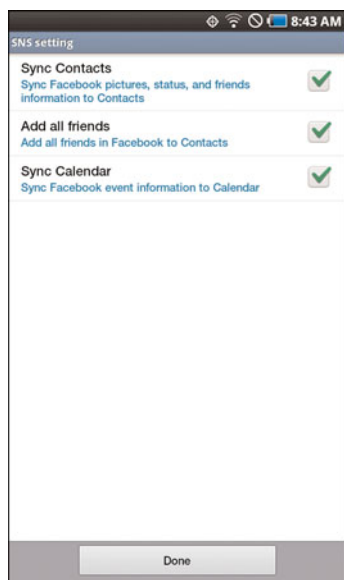 8:43 AM
SNS setting
Sync Contacts
Sync Facebook pictures, status, and friends
information to Contacts
Add all friends
Add all friends in Facebook to Contacts
Sync Calendar
Sync Facebook event information to Calendar
Done